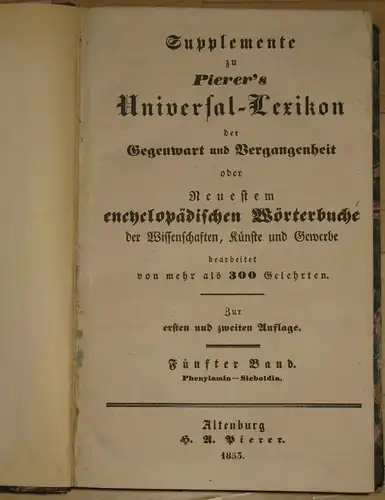 Supplemente
zu
Pierer's
Universal-Lexikon
der
Gegenwart und Vergangenheit
oder
Neuestem
encyclopädischen Wörterbuche
der Wissenschaften, Künste und Gewerbe
bearbeitet
von mehr als 300 Gelehrten.
Zur
ersten und zweiten Auflage.
Fünfter Band.
Phenylamin—Sieboldia.
Altenburg
H. A. Pierer.
1853.